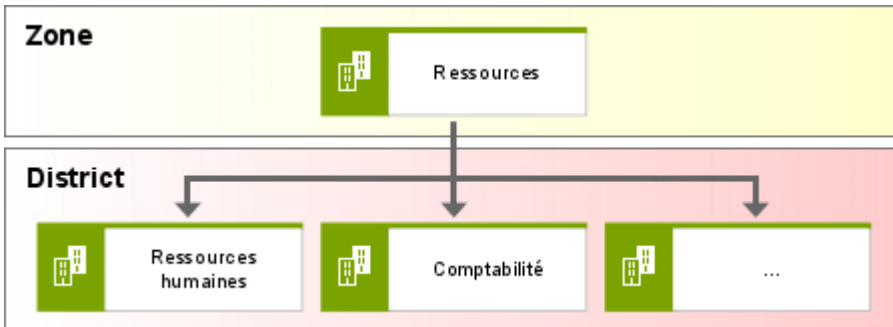 Zone
Ressources
District
Ressources
humaines
Comptabilité
...